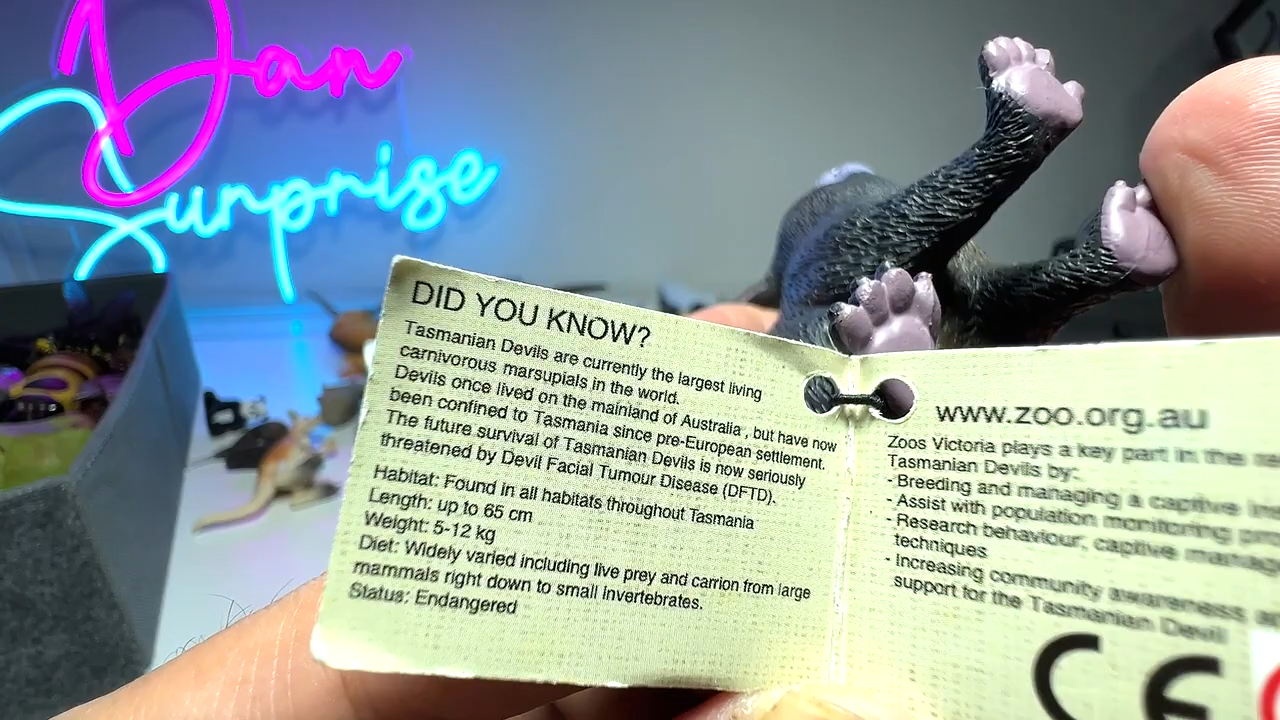 Dan
Surprise
DID YOU KNOW?
Tasmanian Devils are currently the largest living
carnivorous marsupials in the world.
Devils once lived on the mainland of Australia, but have now
been confined to Tasmania since pre-European settlement.
The future survival of Tasmanian Devils is now seriously
threatened by Devil Facial Tumour Disease (DFTD).
Habitat: Found in all habitats throughout Tasmania
Length: up to 65 cm
Weight: 5-12 kg
Diet: Widely varied including live prey and carrion from large
mammals right down to small invertebrates.
Status: Endangered
www.zoo.org.au
Zoos Victoria plays a key part in the
Tasmanian Devils by:
- Breeding and managing a captive
- Assist with population monitoring
- Research behaviour, captive
techniques
- Increasing community awareness
support for the Tasmanian Devil
CE